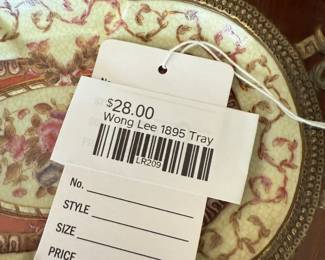 N
$28.00
Wong Lee 1895 Tray
LR209
No.
STYLE
SIZE
PRICE